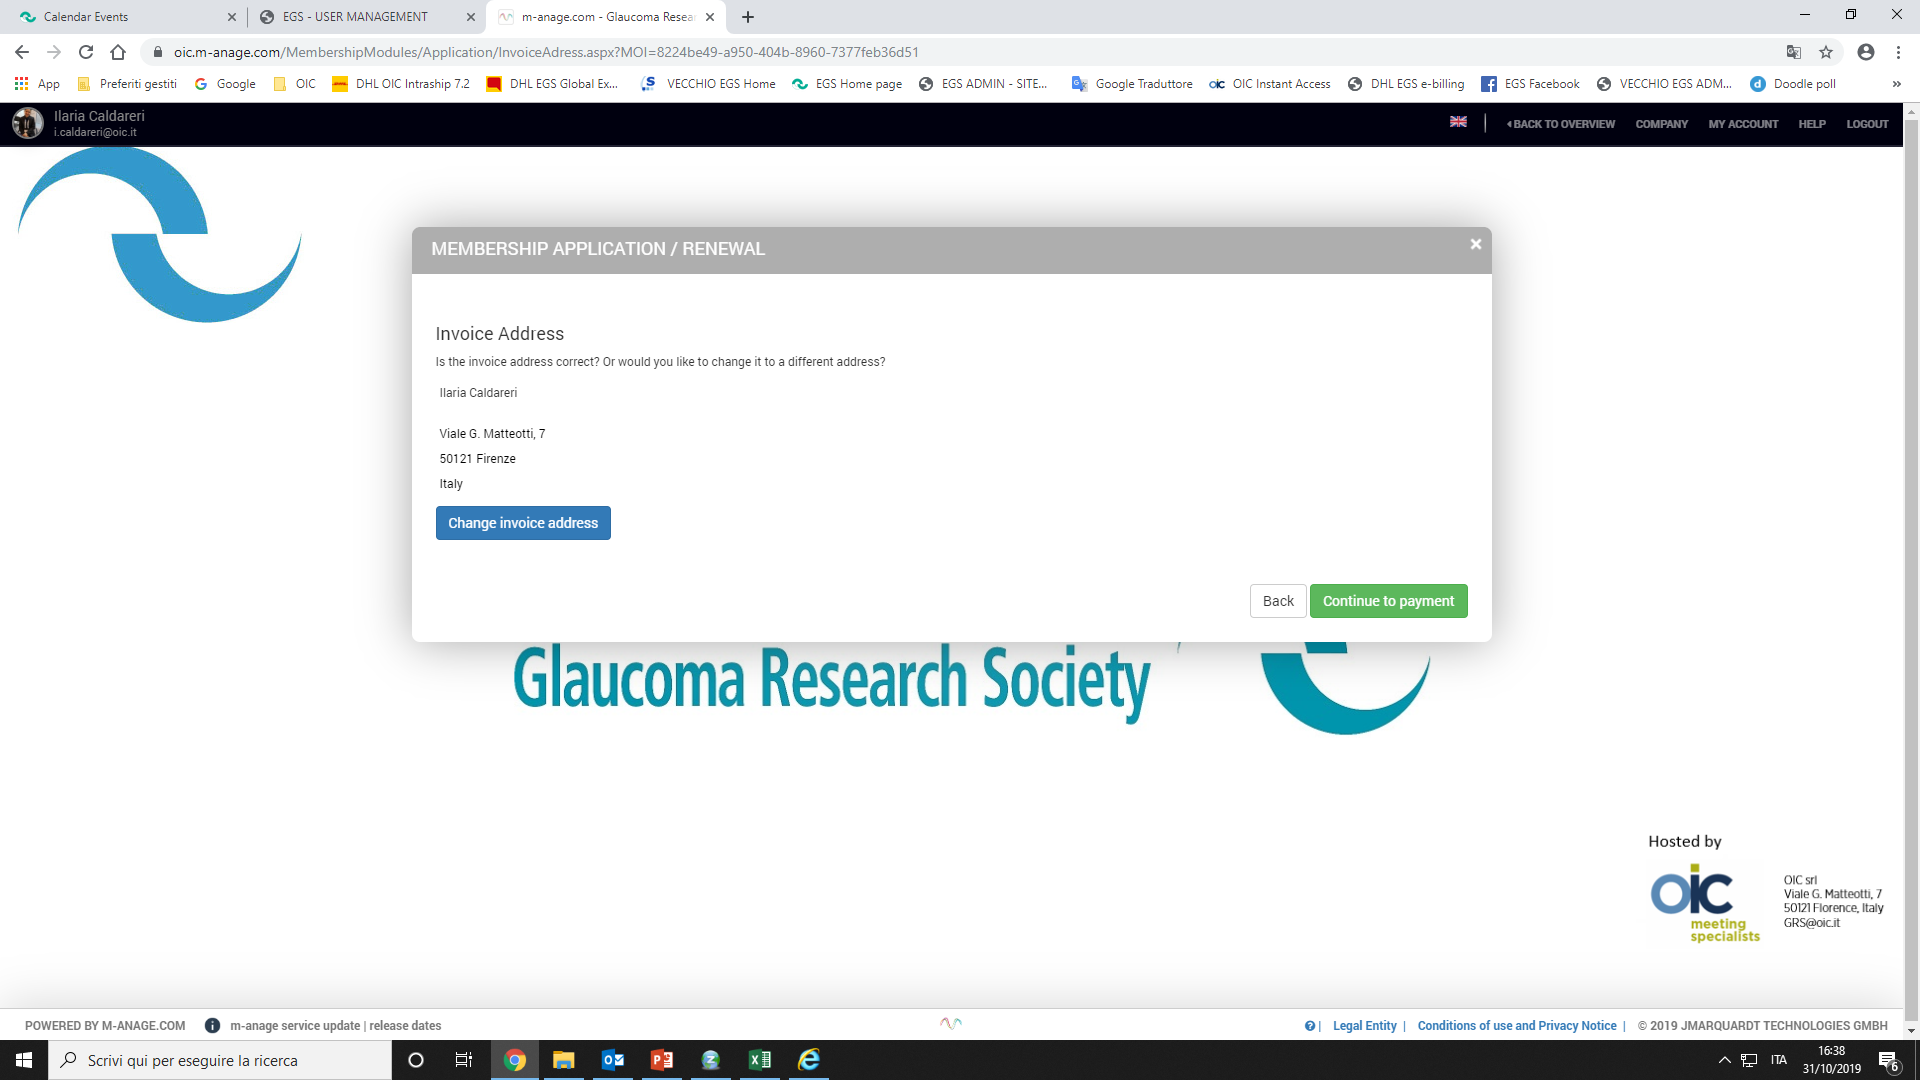 Calendar Events
EGS - USER MANAGEMENT
m-anage.com - Glaucoma Resea
oic.m-anage.com/MembershipModules/Application/InvoiceAdress.aspx?MOI=8224be49-a950-404b-8960-7377feb36d51
App
Preferiti gestiti
Google
OIC
DHL OIC Intraship 7.2
DHL EGS Global Ex...
VECCHIO EGS Home
EGS Home page
EGS ADMIN - SITE...
Google Traduttore
OIC Instant Access
DHL EGS e-billing
EGS Facebook
VECCHIO EGS ADM...
Doodle poll
Ilaria Caldareri
i.caldareri@oic.it
BACK TO OVERVIEW
COMPANY
MY ACCOUNT
HELP
LOGOUT
MEMBERSHIP APPLICATION / RENEWAL
Invoice Address
Is the invoice address correct? Or would you like to change it to a different address?
Ilaria Caldareri
Viale G. Matteotti, 7
50121 Firenze
Italy
Change invoice address
Back
Continue to payment
Glaucoma Research Society
Hosted by
oic
meeting
specialists
OIC srl
Viale G. Matteotti, 7
50121 Florence, Italy
GRS@oic.it
POWERED BY M-ANAGE.COM
m-anage service update | release dates
| Legal Entity | Conditions of use and Privacy Notice | © 2019 JMARQUARDT TECHNOLOGIES GMBH
Scrivi qui per eseguire la ricerca
ITA
16:38
31/10/2019
6